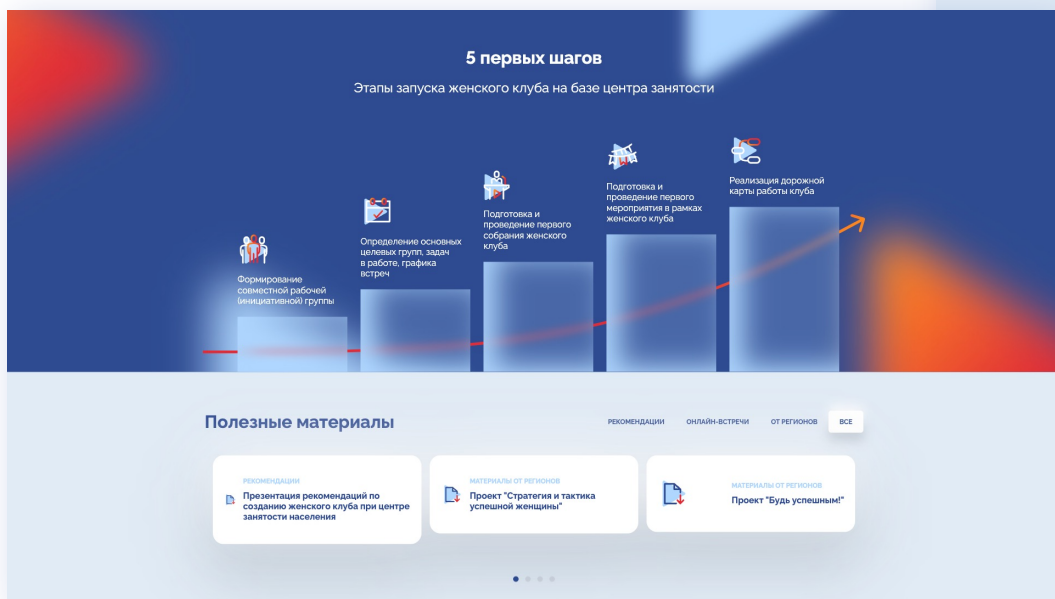 5 первых шагов
Этапы запуска женского клуба на базе центра занятости
Формирование
совместной рабочей
(инициативной) группы
Определение основных
целевых групп, задач
в работе, графика
встреч
Подготовка и
проведение первого
собрания женского
клуба
Подготовка и
проведение первого
мероприятия в рамках
женского клуба
Реализация дорожной
карты работы клуба
Полезные материалы
РЕКОМЕНДАЦИИ
ОНЛАЙН-ВСТРЕЧИ
ОТ РЕГИОНОВ
ВСЕ
РЕКОМЕНДАЦИИ
Презентация рекомендаций по
созданию женского клуба при центре
занятости населения
МАТЕРИАЛЫ ОТ РЕГИОНОВ
Проект "Стратегия и тактика
успешной женщины"
МАТЕРИАЛЫ ОТ РЕГИОНОВ
Проект "Будь успешным!"